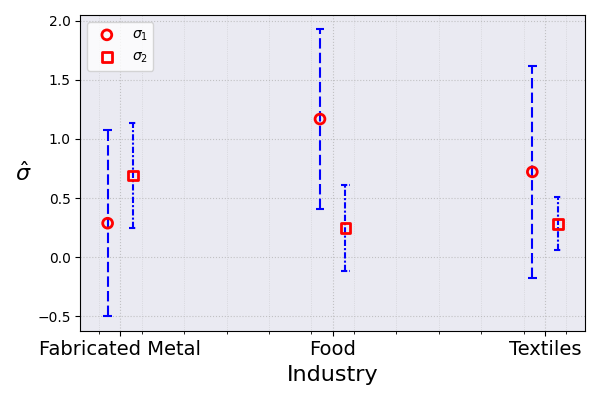 2.0
σ1
σ2
1.5
1.0
σ̂
0.5
0.0
−0.5
Fabricated Metal Food Textiles
Industry